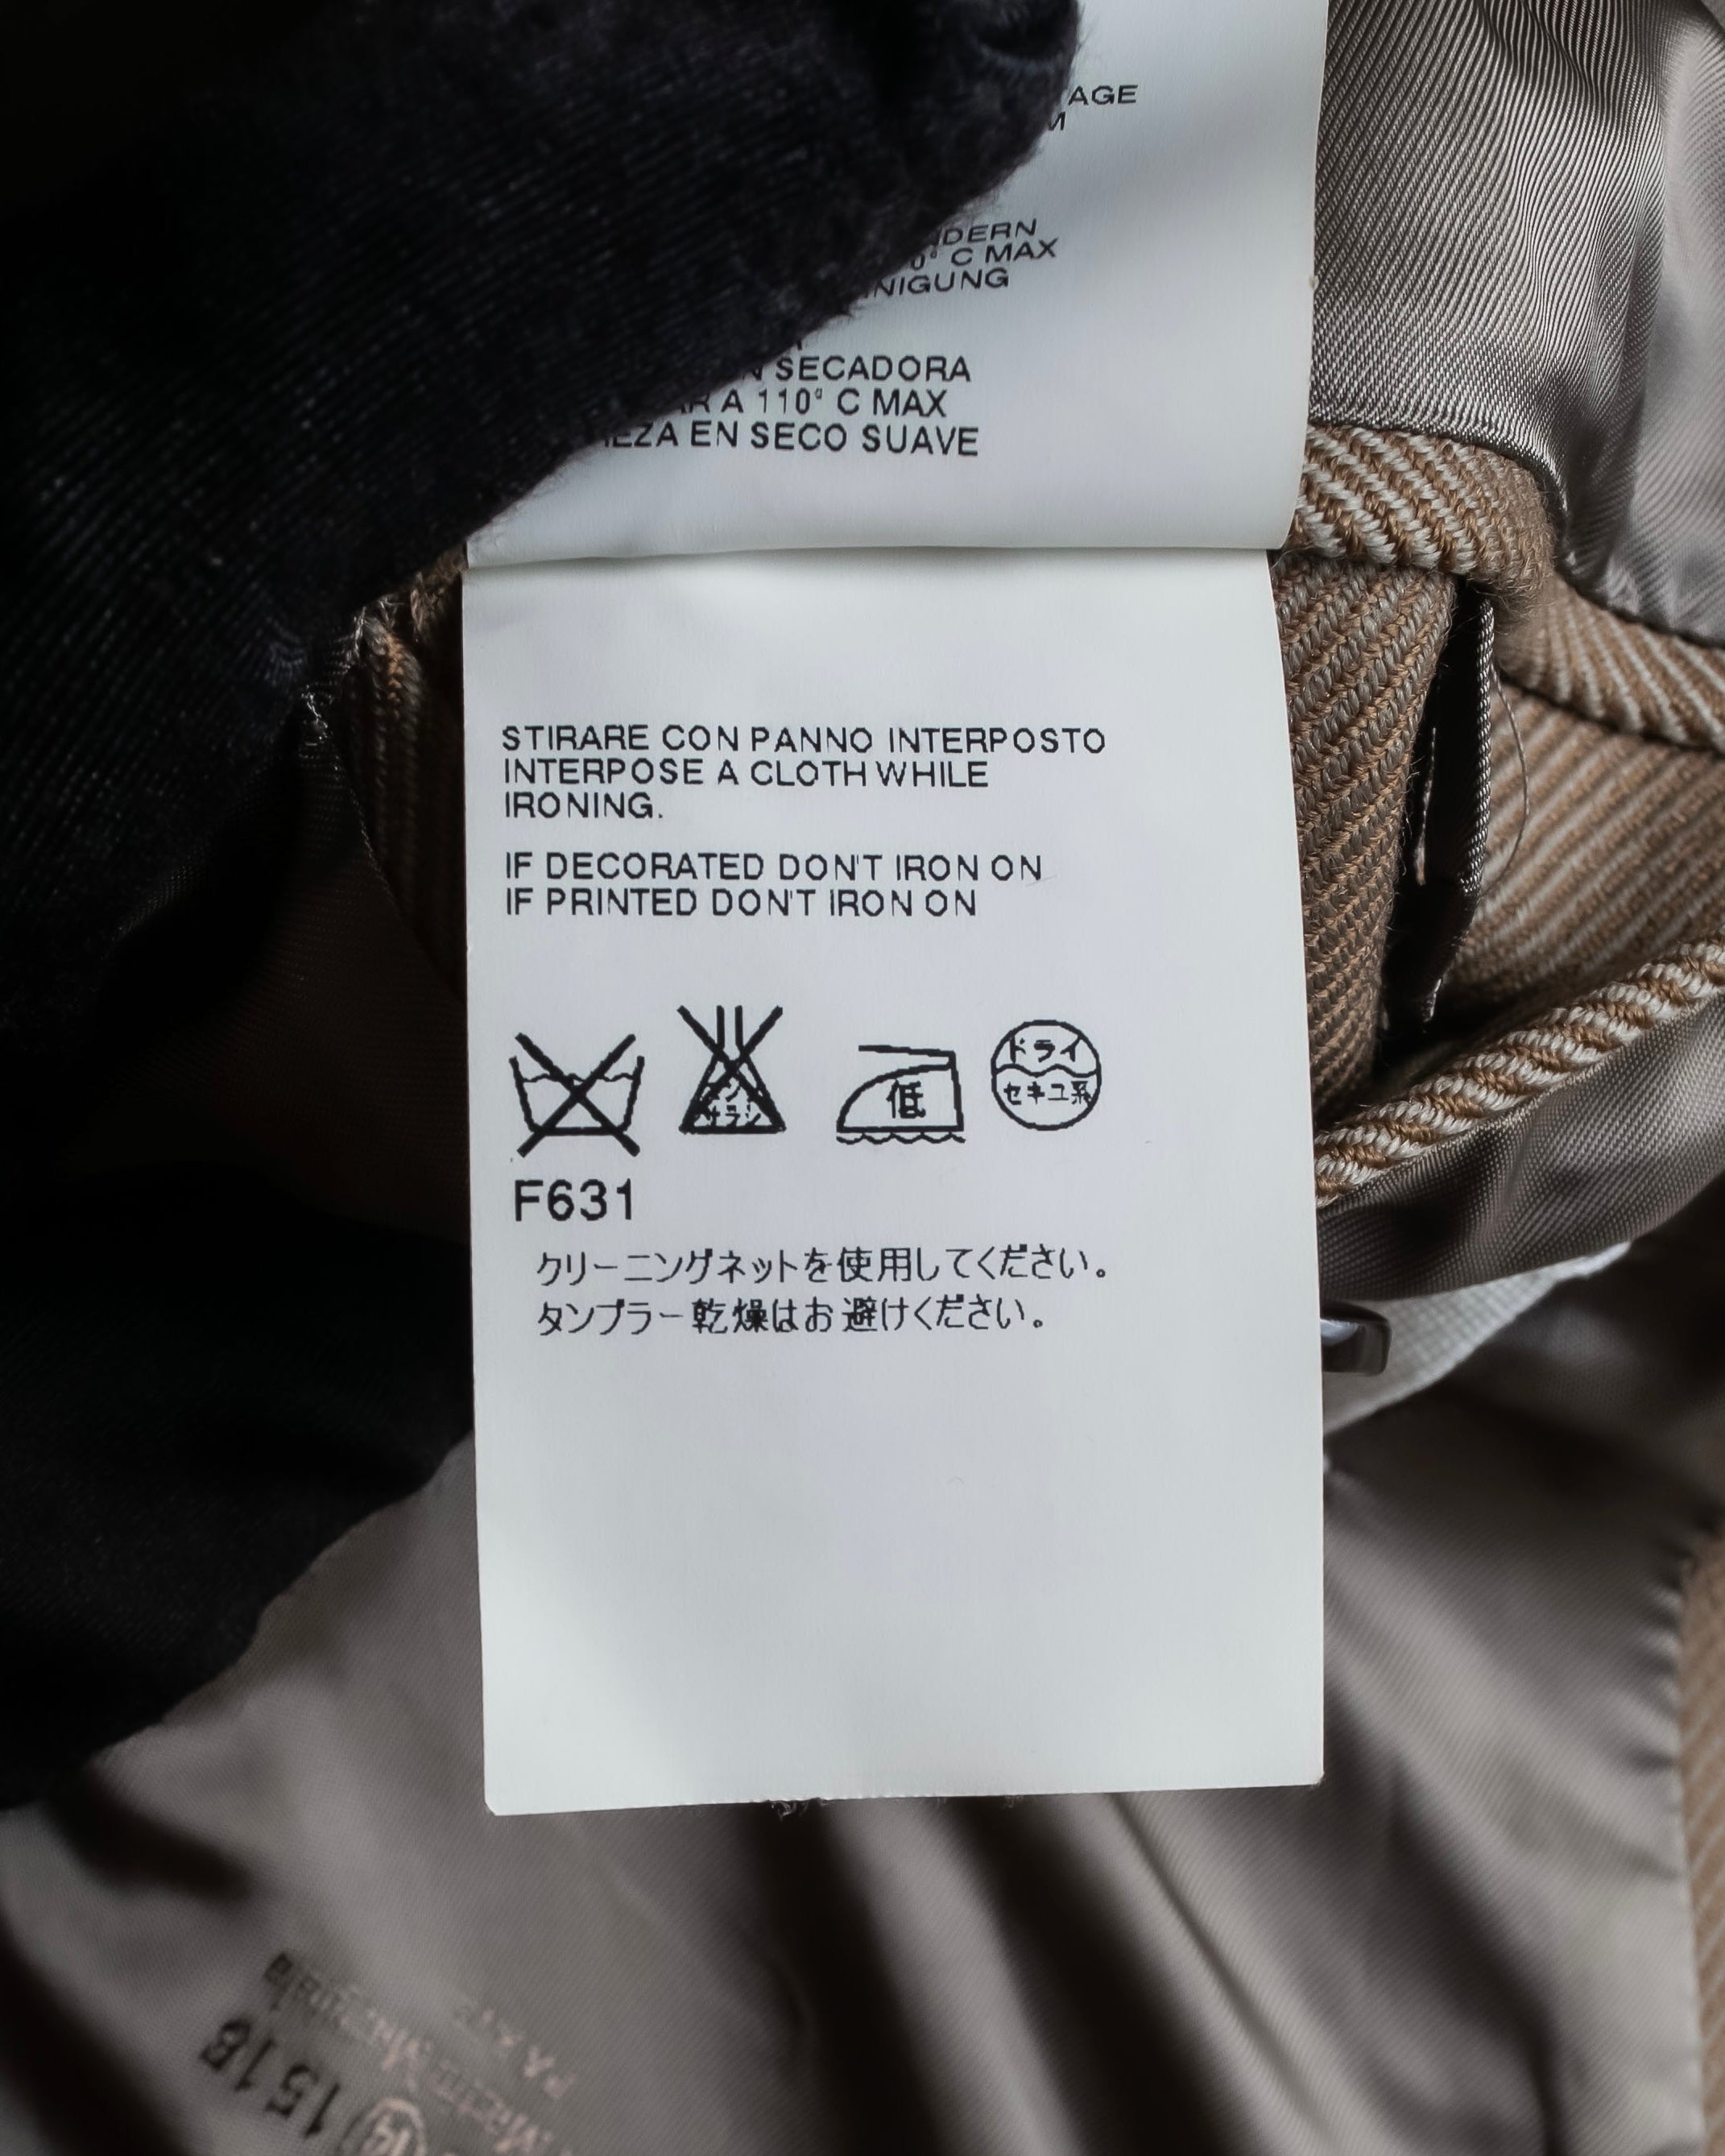 AGE
C MAX
SECADORA
A 110° C MAX
EN SECO SUAVE
STIRARE CON PANNO INTERPOSTO
INTERPOSE A CLOTH WHILE
IRONING.
IF DECORATED DON'T IRON ON
IF PRINTED DON'T IRON ON
低
ドライ
セキユ系
F631
クリーニングネットを使用してください。
タンブラー乾燥はお避けください。
1518